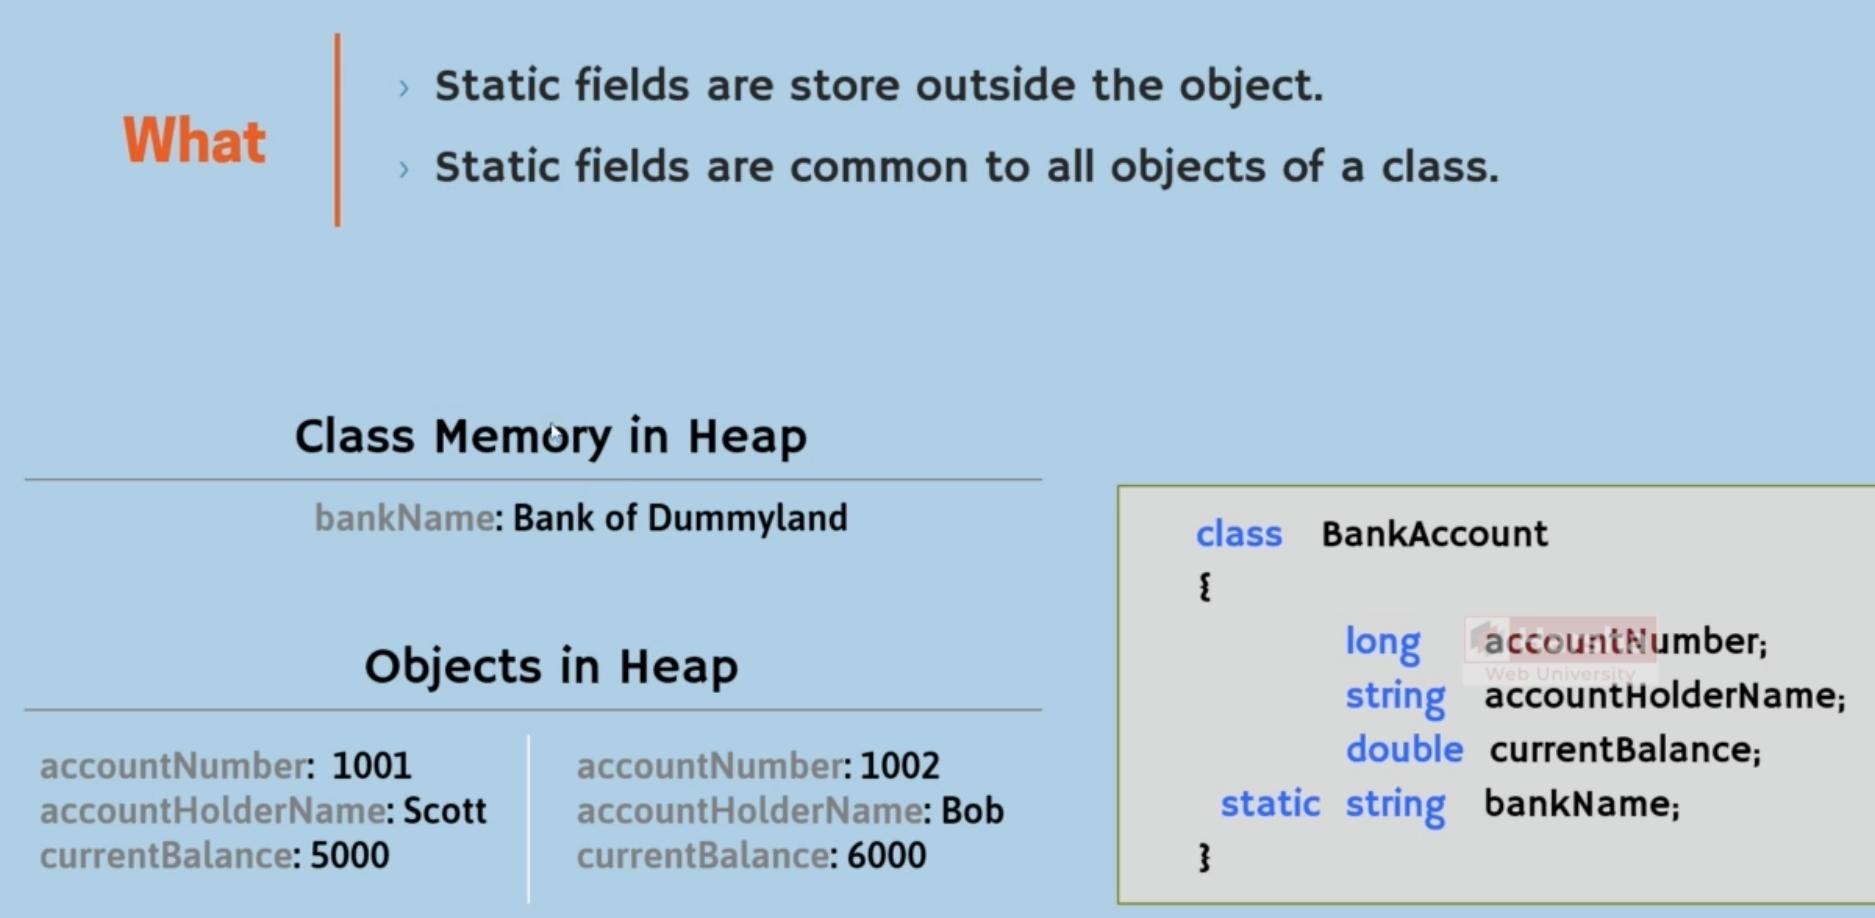 What
› Static fields are store outside the object.
› Static fields are common to all objects of a class.
Class Memory in Heap
bankName: Bank of Dummyland
Objects in Heap
accountNumber: 1001
accountHolderName: Scott
currentBalance: 5000
accountNumber: 1002
accountHolderName: Bob
currentBalance: 6000
class BankAccount
{
long accountNumber;
string accountHolderName;
double currentBalance;
static string bankName;
}
Web University